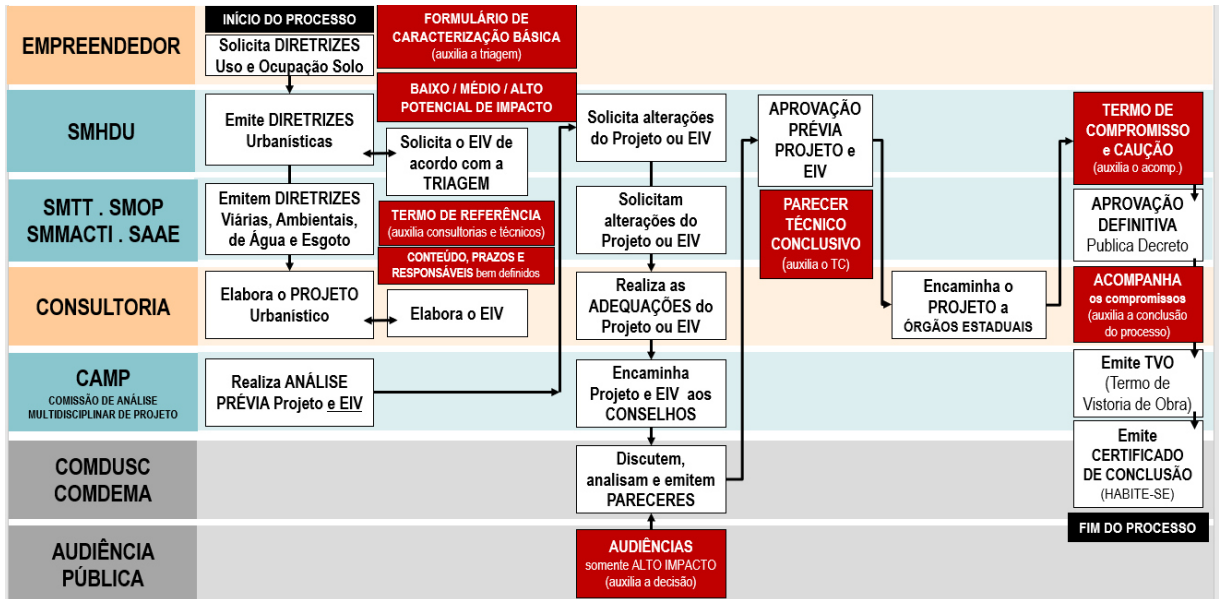 EMPREENDEDOR
INÍCIO DO PROCESSO
Solicita DIRETRIZES
Uso e Ocupação Solo
FORMULÁRIO DE
CARACTERIZAÇÃO BÁSICA
(auxilia a triagem)
SMHDU
Emite DIRETRIZES
Urbanísticas
BAIXO / MÉDIO / ALTO
POTENCIAL DE IMPACTO
Solicita o EIV de
acordo com a
TRIAGEM
Solicita alterações
do Projeto ou EIV
APROVAÇÃO
PRÉVIA
PROJETO e
EIV
TERMO DE
COMPROMISSO
e CAUÇÃO
(auxilia o acomp.)
SMTT . SMOP
SMMACTI . SAAE
Emitem DIRETRIZES
Viárias, Ambientais,
de Água e Esgoto
TERMO DE REFERÊNCIA
(auxilia consultorias e técnicos)
CONTEÚDO, PRAZOS E
RESPONSÁVEIS bem definidos
Solicitam
alterações do
Projeto ou EIV
PARECER
TÉCNICO
CONCLUSIVO
(auxilia o TC)
APROVAÇÃO
DEFINITIVA
Publica Decreto
CONSULTORIA
Elabora o PROJETO
Urbanístico
Elabora o EIV
Realiza as
ADEQUAÇÕES do
Projeto ou EIV
Encaminha o
PROJETO a
ÓRGÃOS ESTADUAIS
ACOMPANHA
os compromissos
(auxilia a conclusão
do processo)
CAMP
COMISSÃO DE ANÁLISE
MULTIDISCIPLINAR DE PROJETO
Realiza ANÁLISE
PRÉVIA Projeto e EIV
Encaminha
Projeto e EIV aos
CONSELHOS
Emite TVO
(Termo de
Vistoria de Obra)
COMDUSC
COMDEMA
Discutem,
analisam e emitem
PARECERES
Emite
CERTIFICADO
DE CONCLUSÃO
(HABITE-SE)
AUDIÊNCIA
PÚBLICA
AUDIÊNCIAS
somente ALTO IMPACTO
(auxilia a decisão)
FIM DO PROCESSO